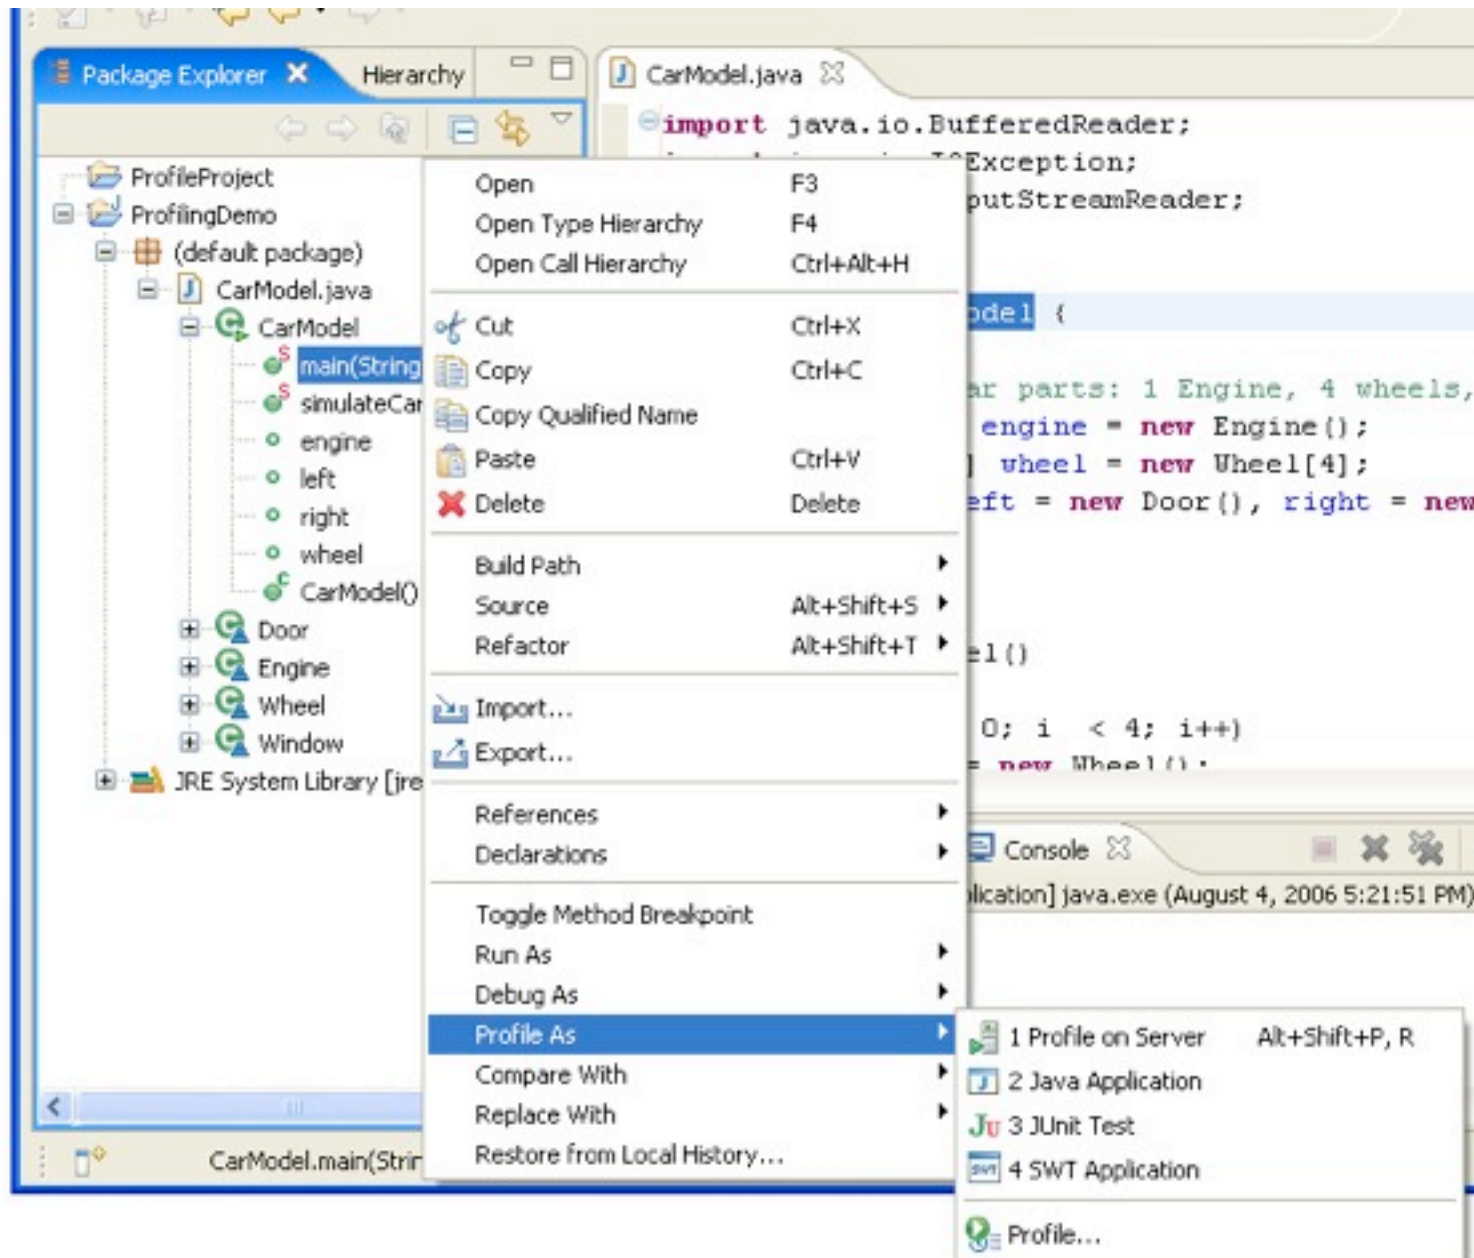 Package Explorer
Hierarchy
CarModel.java
import java.io.BufferedReader;
Exception;
putStreamReader;
ProfileProject
ProfilingDemo
(default package)
CarModel.java
CarModel
main(String
simulateCar
engine
left
right
wheel
CarModel()
Door
Engine
Wheel
Window
JRE System Library [jre
Open F3
Open Type Hierarchy F4
Open Call Hierarchy Ctrl+Alt+H
Cut Ctrl+X
Copy Ctrl+C
Copy Qualified Name
Paste Ctrl+V
Delete Delete
Build Path
Source Alt+Shift+S
Refactor Alt+Shift+T
Import...
Export...
References
Declarations
Toggle Method Breakpoint
Run As
Debug As
Profile As
Compare With
Replace With
Restore from Local History...
odel {
ar parts: 1 Engine, 4 wheels,
engine = new Engine();
] wheel = new Wheel[4];
eft = new Door(), right = new
el()
0; i < 4; i++)
= new Wheel();
Console
lication] java.exe (August 4, 2006 5:21:51 PM)
1 Profile on Server Alt+Shift+P, R
2 Java Application
JU 3 JUnit Test
SWT 4 SWT Application
Profile...
CarModel.main(Strin